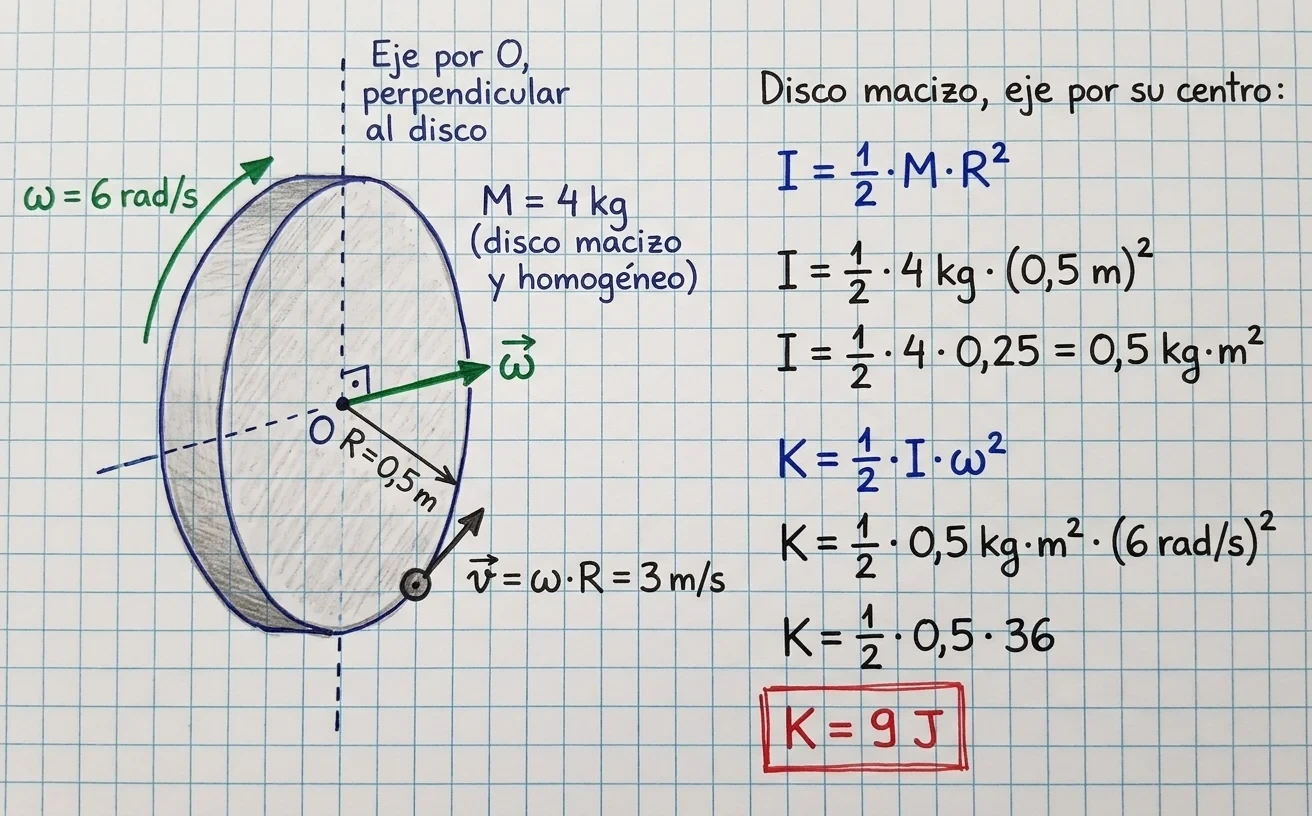 Eje por O,
perpendicular
al disco
ω = 6 rad/s
M = 4 kg
(disco macizo
y homogéneo)
ω⃗
O
R = 0,5 m
v⃗ = ω·R = 3 m/s
Disco macizo, eje por su centro:
I = 1/2 · M · R²
I = 1/2 · 4 kg · (0,5 m)²
I = 1/2 · 4 · 0,25 = 0,5 kg·m²
K = 1/2 · I · ω²
K = 1/2 · 0,5 kg·m² · (6 rad/s)²
K = 1/2 · 0,5 · 36
K = 9 J